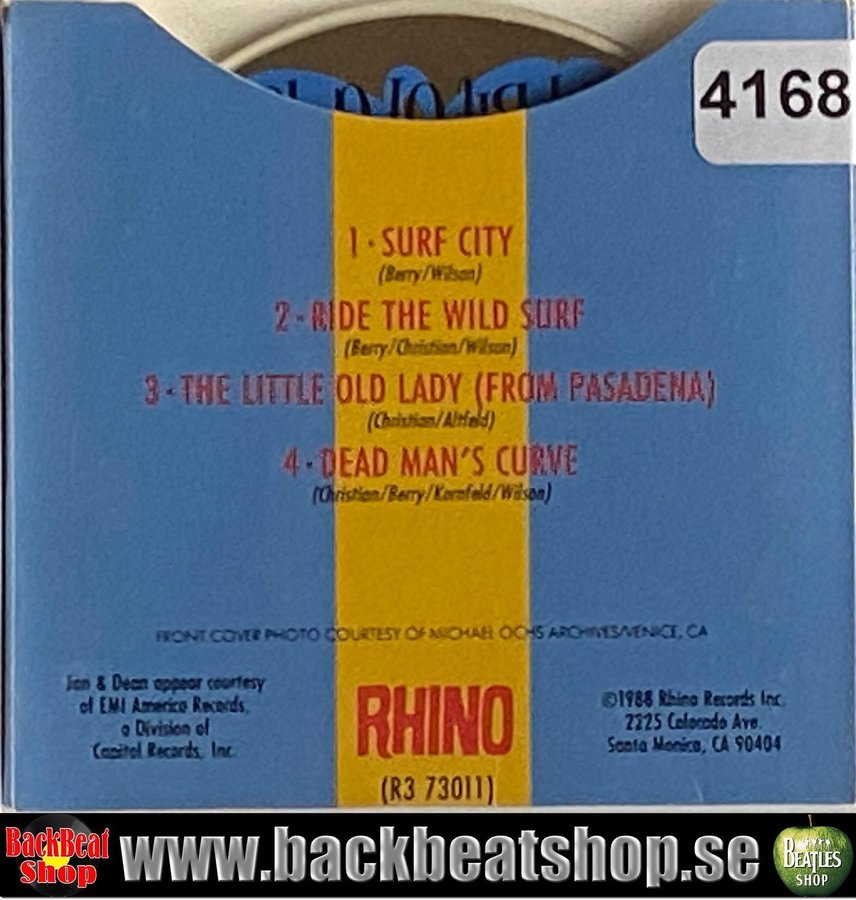 4168
1 · SURF CITY
(Berry/Wilson)
2 · RIDE THE WILD SURF
(Berry/Christian/Wilson)
3 · THE LITTLE OLD LADY (FROM PASADENA)
(Christian/Altfeld)
4 · DEAD MAN'S CURVE
(Christian/Berry/Kornfeld/Wilson)
FRONT COVER PHOTO COURTESY OF MICHAEL OCHS ARCHIVES/VENICE, CA
Jan & Dean appear courtesy
of EMI America Records,
a Division of
Capitol Records, Inc.
RHINO
(R3 73011)
©1988 Rhino Records Inc.
2225 Colorado Ave.
Santa Monica, CA 90404
BackBeat
Shop
www.backbeatshop.se
BEATLES
SHOP